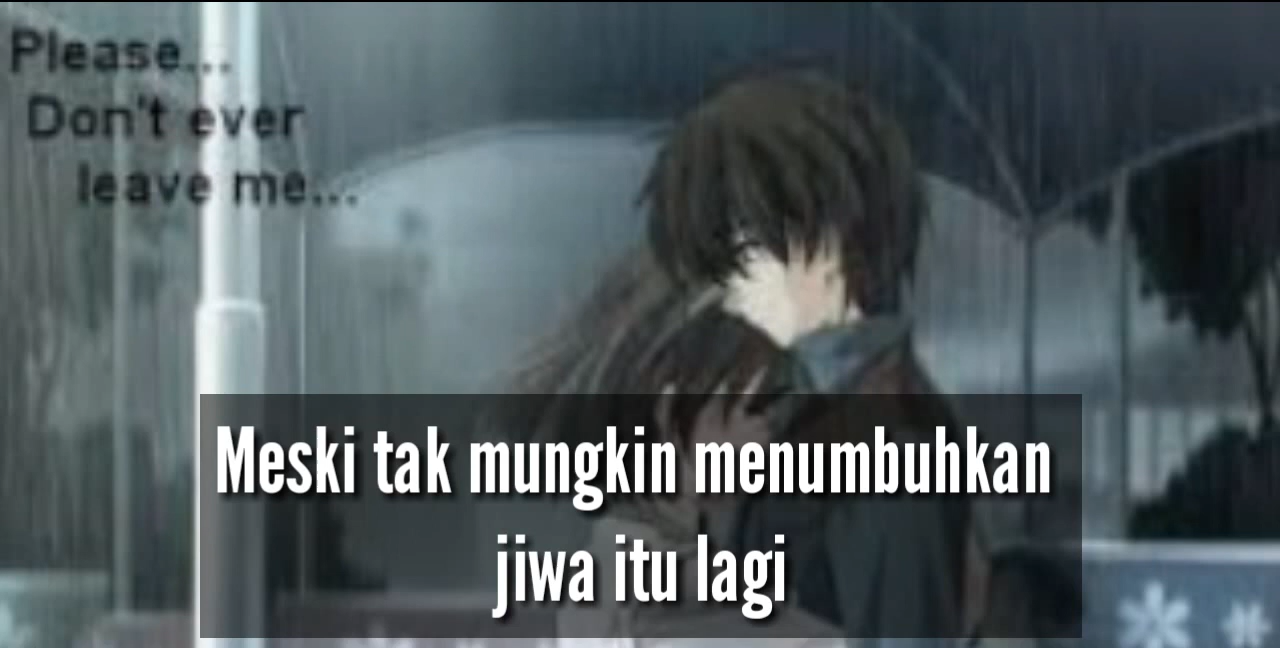 Please...
Don't ever
leave me...
Meski tak mungkin menumbuhkan
jiwa itu lagi